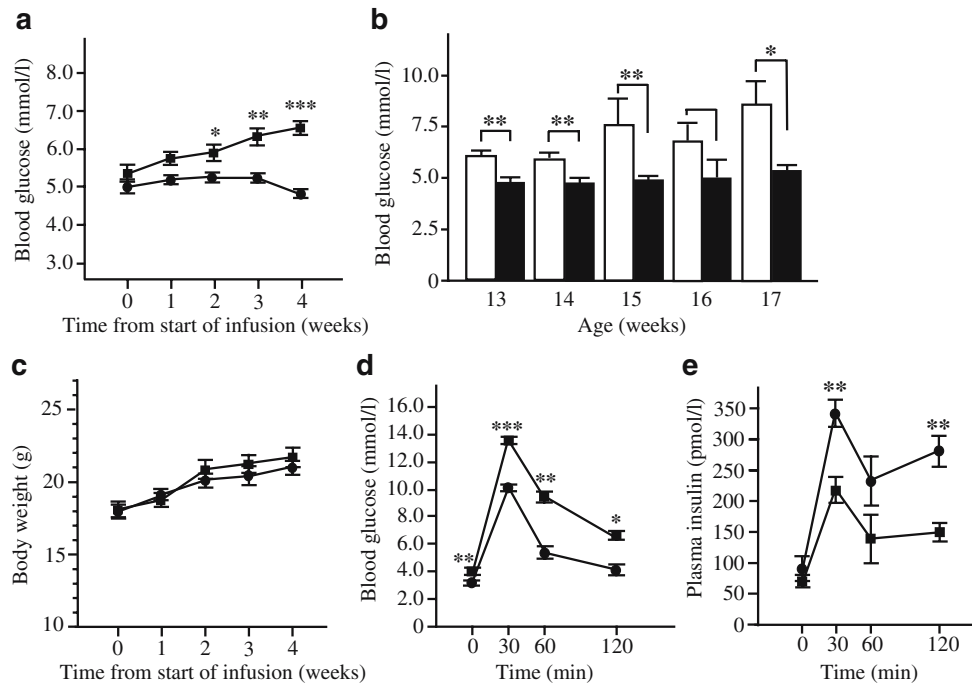 a
Blood glucose (mmol/l)
8.0
7.0
6.0
5.0
4.0
3.0
* ** ***
0 1 2 3 4
Time from start of infusion (weeks)
b
Blood glucose (mmol/l)
10.0
7.5
5.0
2.5
0
** ** ** *
13 14 15 16 17
Age (weeks)
c
Body weight (g)
25
20
15
10
0 1 2 3 4
Time from start of infusion (weeks)
d
Blood glucose (mmol/l)
16.0
14.0
12.0
10.0
8.0
6.0
4.0
2.0
0
** *** ** *
0 30 60 120
Time (min)
e
Plasma insulin (pmol/l)
350
300
250
200
150
100
50
0
** **
0 30 60 120
Time (min)